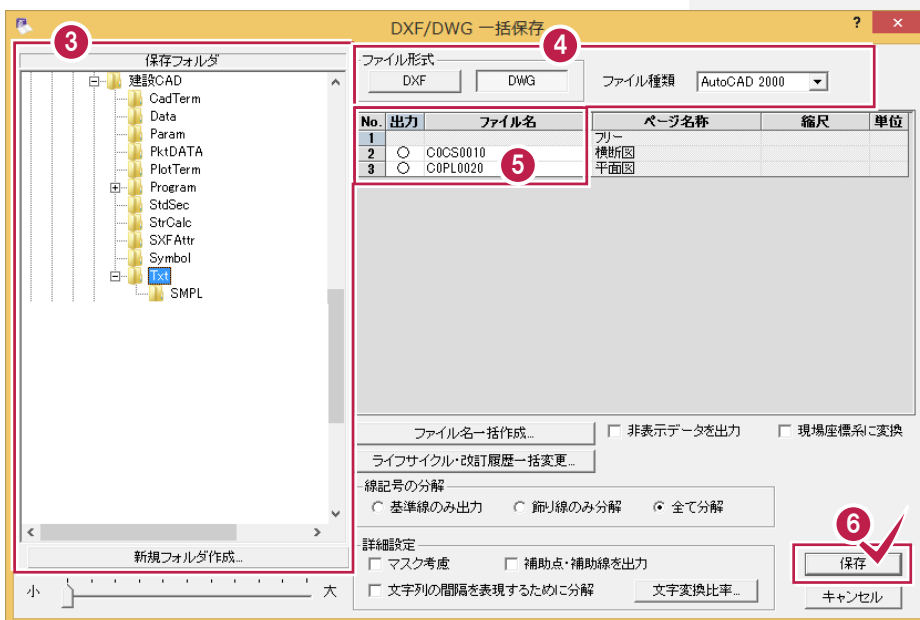 DXF/DWG 一括保存
? ×
3
4
保存フォルダ
建設CAD
CadTerm
Data
Param
PktDATA
PlotTerm
Program
StdSec
StrCalc
SXFAttr
Symbol
Txt
SMPL
新規フォルダ作成...
小 大
ファイル形式
DXF DWG ファイル種類 AutoCAD 2000
No. 出力 ファイル名 ページ名称 縮尺 単位
1 フリー
2 ○ C0CS0010 横断図
3 ○ C0PL0020 平面図
5
ファイル名一括作成... 非表示データを出力 現場座標系に変換
ライフサイクル・改訂履歴一括変更...
線記号の分解
基準線のみ出力 飾り線のみ分解 全て分解
詳細設定
マスク考慮 補助点・補助線を出力
文字列の間隔を表現するために分解 文字変換比率...
6
保存
キャンセル